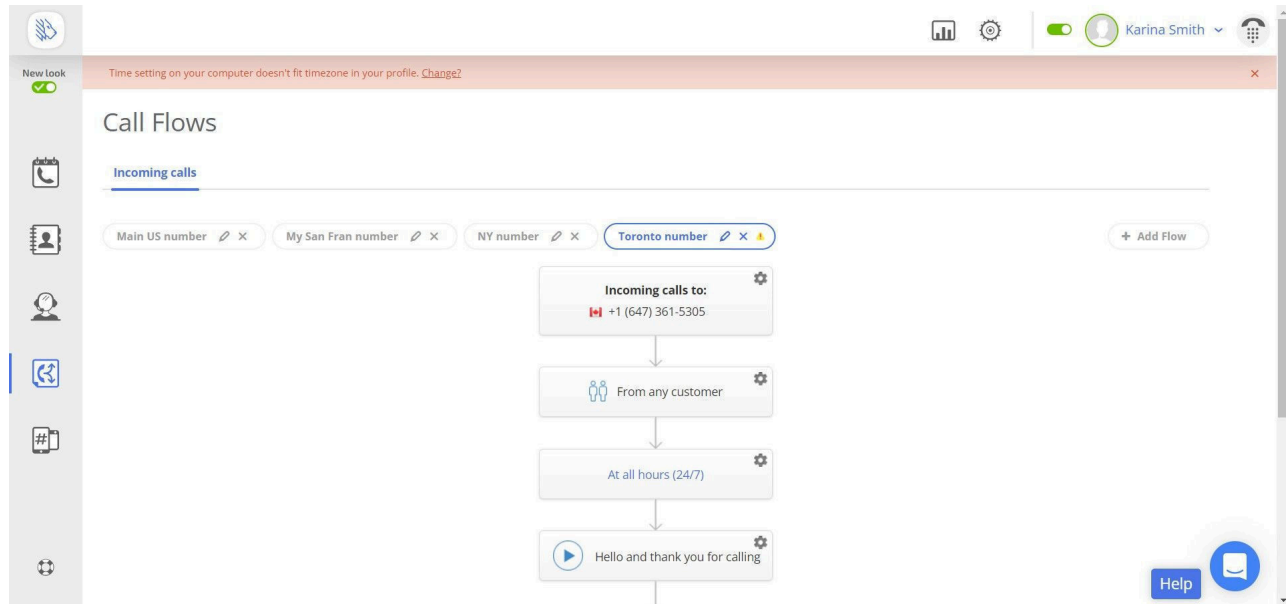 Karina Smith
New look
Time setting on your computer doesn't fit timezone in your profile. Change?
Call Flows
Incoming calls
Main US number
My San Fran number
NY number
Toronto number
+ Add Flow
Incoming calls to:
+1 (647) 361-5305
From any customer
At all hours (24/7)
Hello and thank you for calling
Help